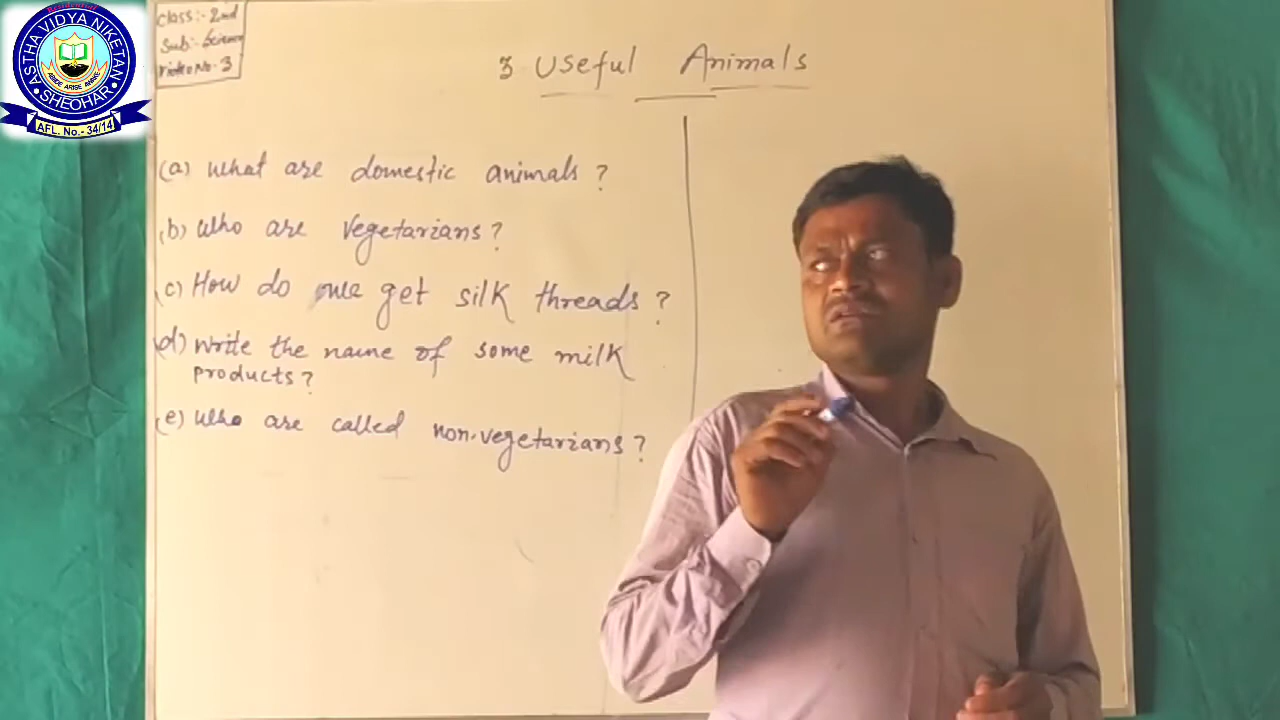 Residential
ASTHA VIDYA NIKETAN
SHEOHAR
AFL. No.- 34/14
Class:- 2nd
Sub:- Science
Video No.- 3
3 Useful Animals
(a) What are domestic animals?
(b) Who are vegetarians?
(c) How do we get silk threads?
(d) Write the name of some milk
products?
(e) Who are called non-vegetarians?